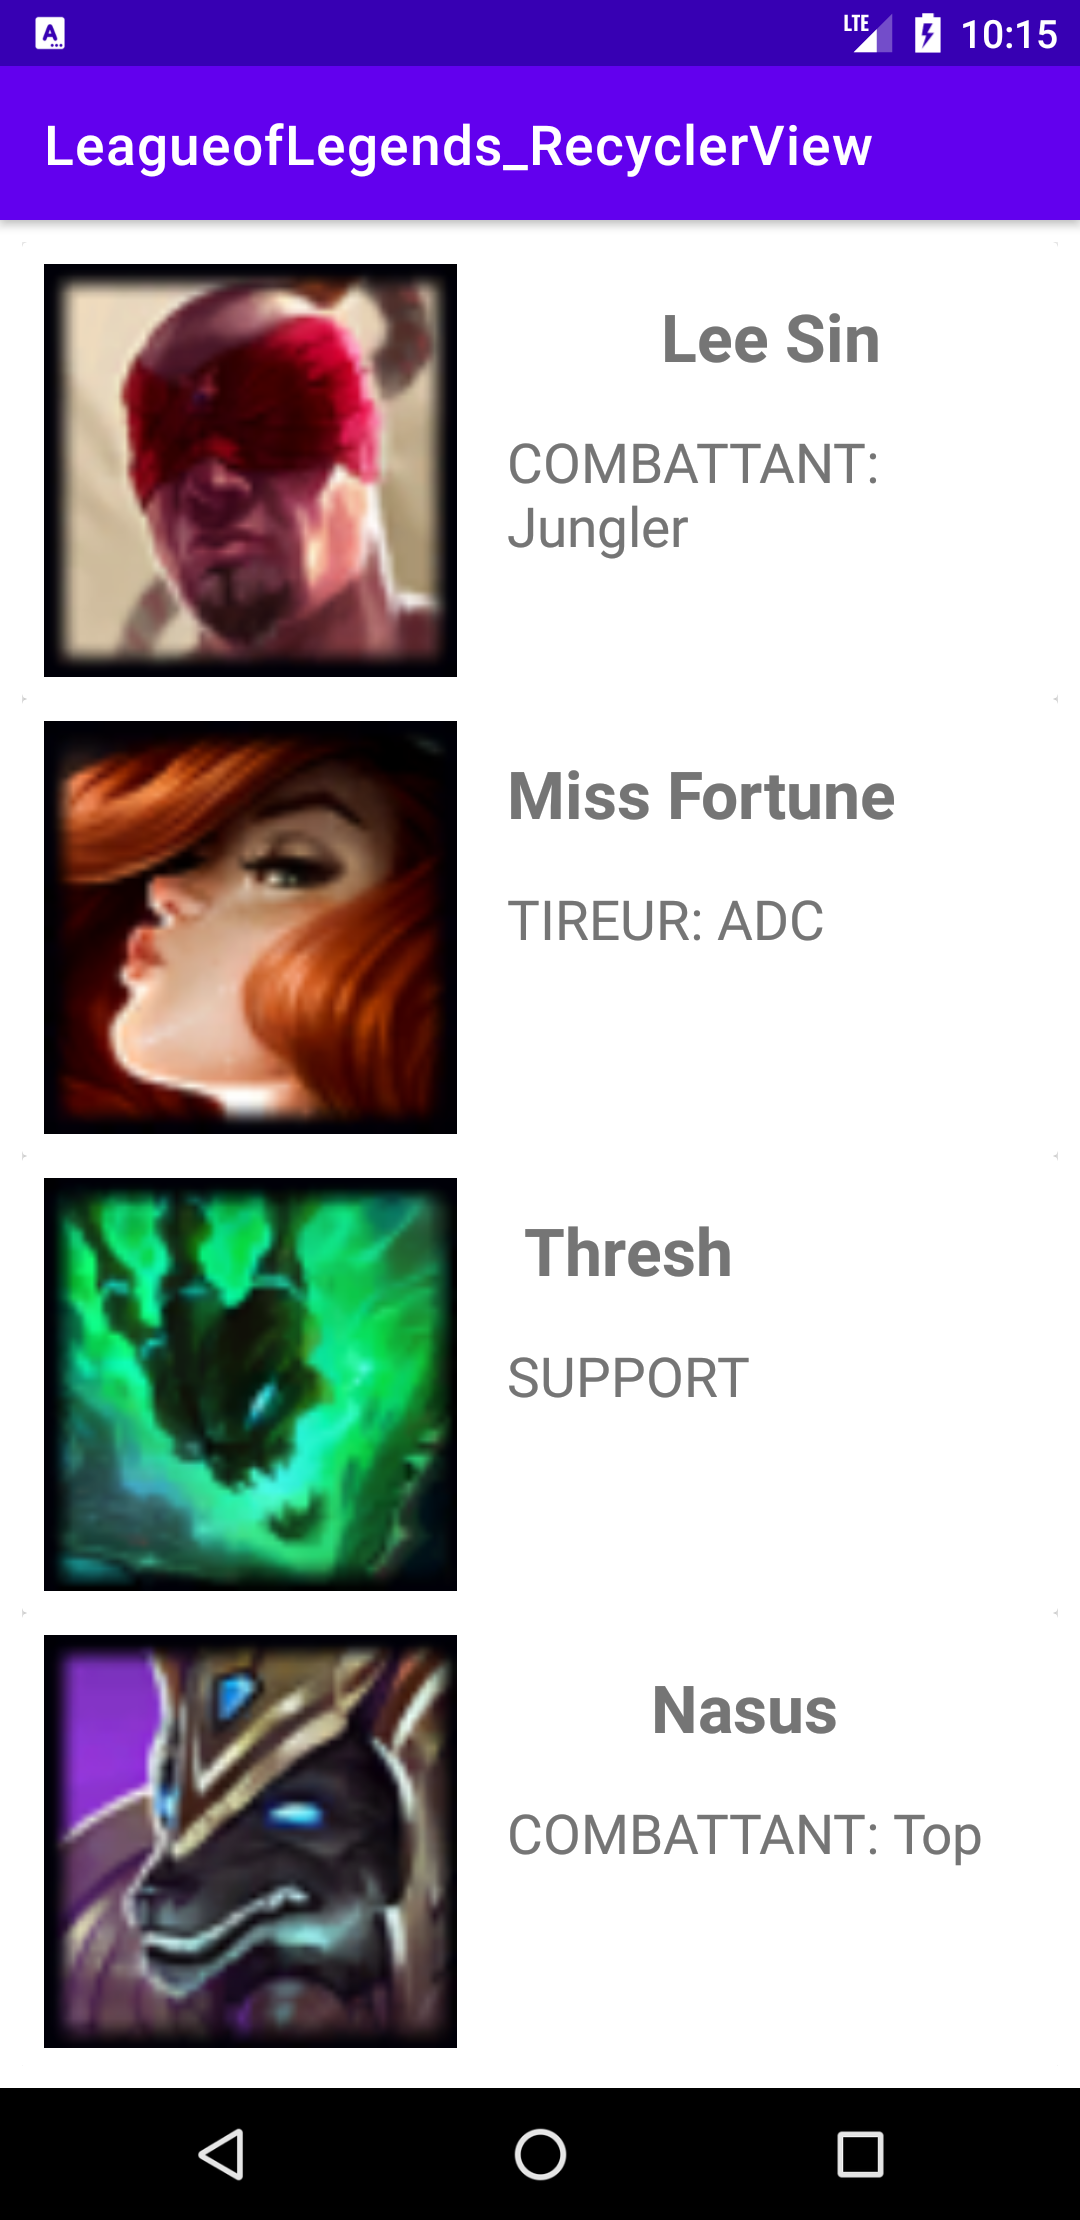 LTE 10:15
LeagueofLegends_RecyclerView
Lee Sin
COMBATTANT:
Jungler
Miss Fortune
TIREUR: ADC
Thresh
SUPPORT
Nasus
COMBATTANT: Top